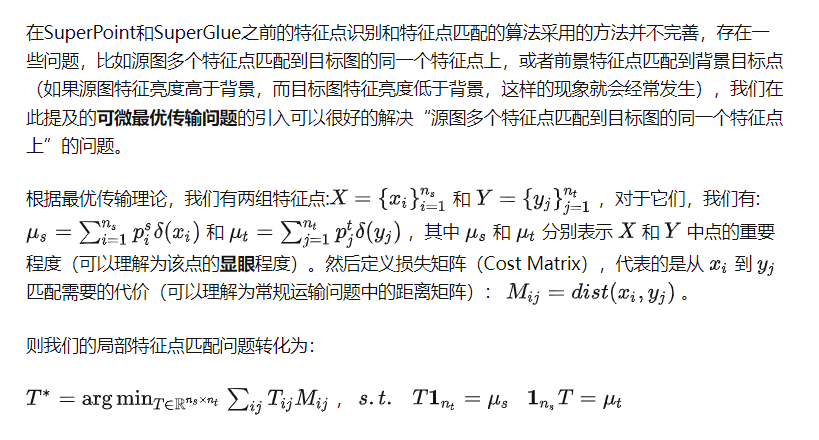 在SuperPoint和SuperGlue之前的特征点识别和特征点匹配的算法采用的方法并不完善，存在一
些问题，比如源图多个特征点匹配到目标图的同一个特征点上，或者前景特征点匹配到背景目标点
（如果源图特征亮度高于背景，而目标图特征亮度低于背景，这样的现象就会经常发生），我们在
此提及的可微最优传输问题的引入可以很好的解决“源图多个特征点匹配到目标图的同一个特征点
上”的问题。
根据最优传输理论，我们有两组特征点:$X = \{x_i\}_{i=1}^{n_s}$ 和 $Y = \{y_j\}_{j=1}^{n_t}$ ，对于它们，我们有:
$\mu_s = \sum_{i=1}^{n_s} p_i^s \delta(x_i)$ 和 $\mu_t = \sum_{j=1}^{n_t} p_j^t \delta(y_j)$ ，其中 $\mu_s$ 和 $\mu_t$ 分别表示 $X$ 和 $Y$ 中点的重要
程度（可以理解为该点的显眼程度）。然后定义损失矩阵（Cost Matrix），代表的是从 $x_i$ 到 $y_j$
匹配需要的代价（可以理解为常规运输问题中的距离矩阵）： $M_{ij} = dist(x_i, y_j)$ 。
则我们的局部特征点匹配问题转化为：
$T^* = \arg\min_{T \in \mathbb{R}^{n_s \times n_t}} \sum_{ij} T_{ij} M_{ij}$ ，$s.t. \quad T\mathbf{1}_{n_t} = \mu_s \quad \mathbf{1}_{n_s} T = \mu_t$